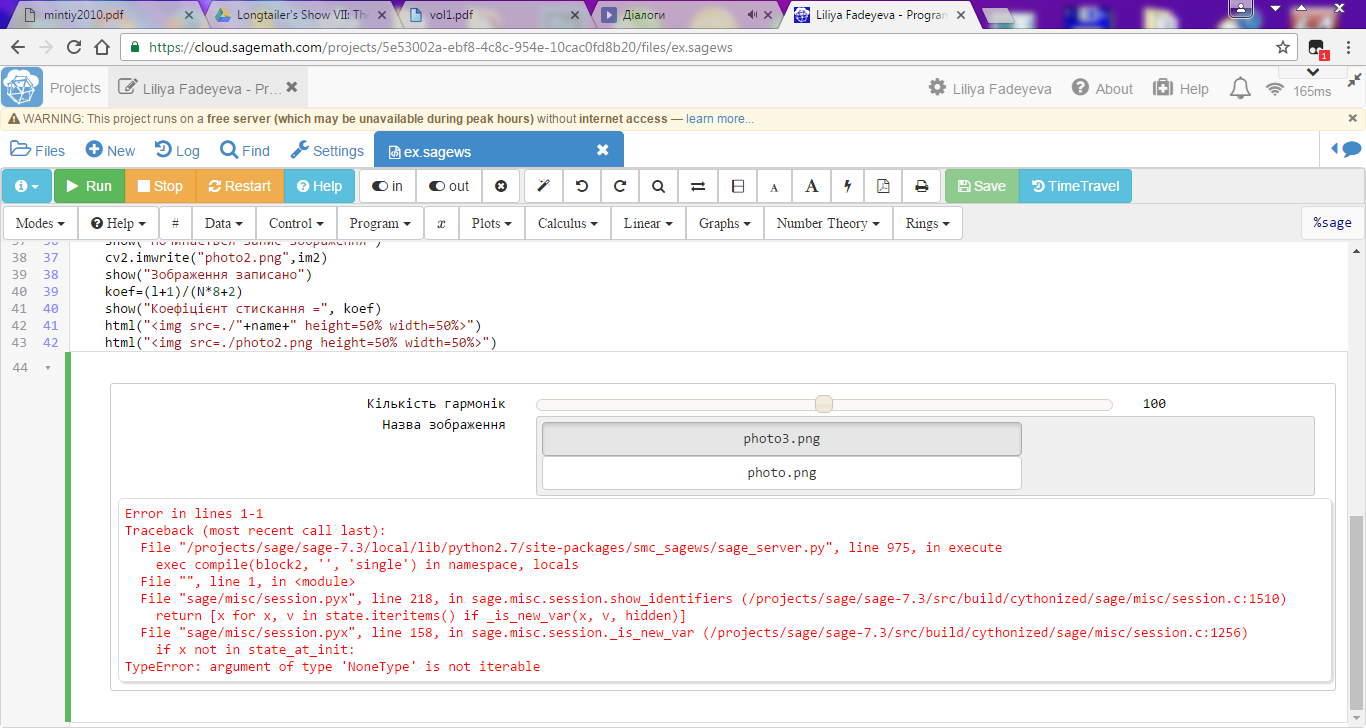 mintiy2010.pdf
Longtailer's Show VII: The
vol1.pdf
Діалоги
Liliya Fadeyeva - Program
https://cloud.sagemath.com/projects/5e53002a-ebf8-4c8c-954e-10cac0fd8b20/files/ex.sagews
1
Projects
Liliya Fadeyeva - Pr...
Liliya Fadeyeva
About
Help
165ms
WARNING: This project runs on a free server (which may be unavailable during peak hours) without internet access — learn more...
Files
New
Log
Find
Settings
ex.sagews
Run
Stop
Restart
Help
in
out
A
A
Save
TimeTravel
Modes
Help
#
Data
Control
Program
x
Plots
Calculus
Linear
Graphs
Number Theory
Rings
%sage
37 36 show("Починається запис зображення")
38 37 cv2.imwrite("photo2.png",im2)
39 38 show("Зображення записано")
40 39 koef=(l+1)/(N*8+2)
41 40 show("Коефіцієнт стискання =", koef)
42 41 html("<img src=./"+name+" height=50% width=50%>")
43 42 html("<img src=./photo2.png height=50% width=50%>")
44
Кількість гармонік
100
Назва зображення
photo3.png
photo.png
Error in lines 1-1
Traceback (most recent call last):
File "/projects/sage/sage-7.3/local/lib/python2.7/site-packages/smc_sagews/sage_server.py", line 975, in execute
exec compile(block2, '', 'single') in namespace, locals
File "", line 1, in <module>
File "sage/misc/session.pyx", line 218, in sage.misc.session.show_identifiers (/projects/sage/sage-7.3/src/build/cythonized/sage/misc/session.c:1510)
return [x for x, v in state.iteritems() if _is_new_var(x, v, hidden)]
File "sage/misc/session.pyx", line 158, in sage.misc.session._is_new_var (/projects/sage/sage-7.3/src/build/cythonized/sage/misc/session.c:1256)
if x not in state_at_init:
TypeError: argument of type 'NoneType' is not iterable